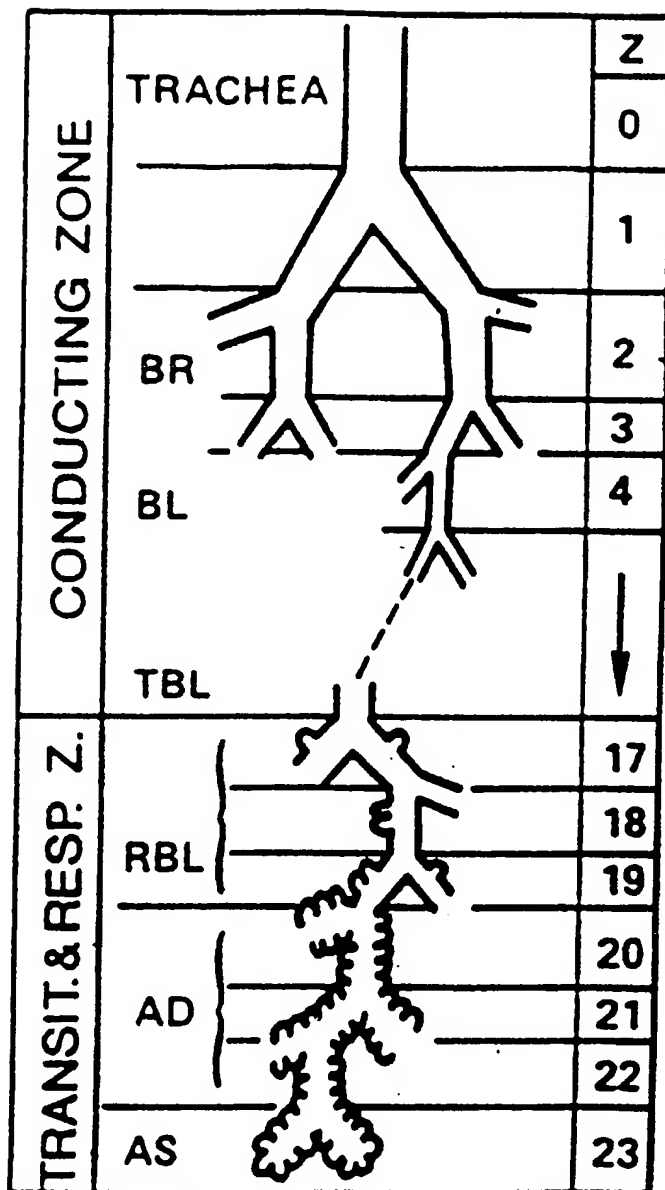 CONDUCTING ZONE
TRANSIT.& RESP. Z.
TRACHEA
BR
BL
TBL
RBL
AD
AS
Z
0
1
2
3
4
17
18
19
20
21
22
23